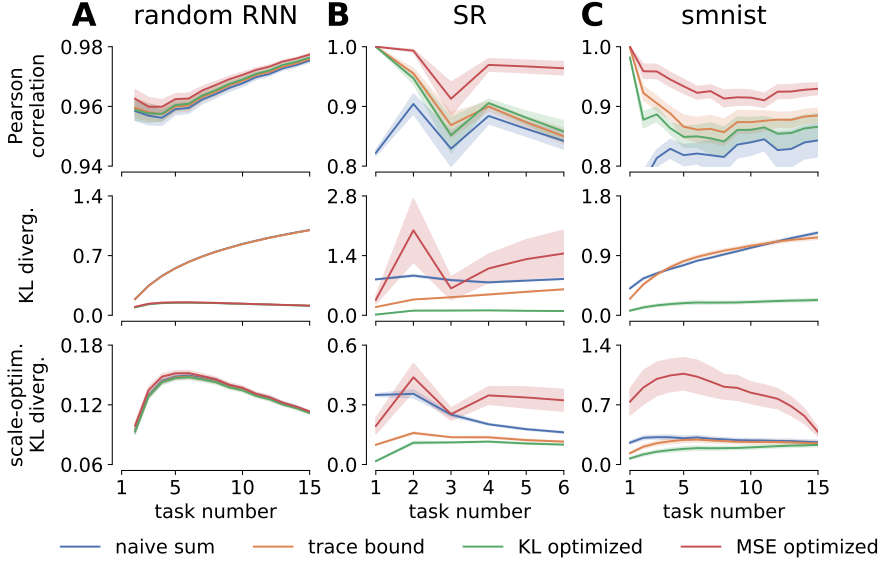 A random RNN
B SR
C smnist
Pearson
correlation
0.98
0.96
0.94
1.0
0.9
0.8
1.0
0.9
0.8
KL diverg.
1.4
0.7
0.0
2.8
1.4
0.0
1.8
0.9
0.0
scale-optiim.
KL diverg.
0.18
0.12
0.06
0.6
0.3
0.0
1.4
0.7
0.0
1 5 10 15
1 2 3 4 5 6
1 5 10 15
task number
task number
task number
naive sum
trace bound
KL optimized
MSE optimized